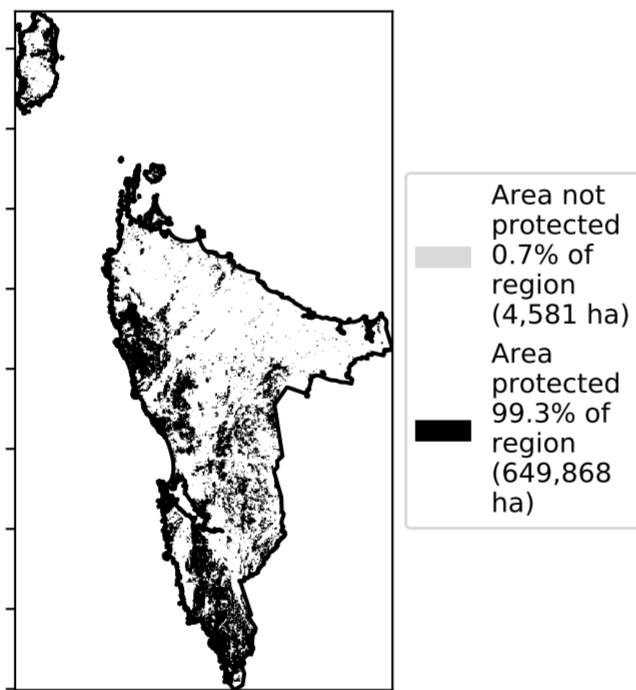 Area not
protected
0.7% of
region
(4,581 ha)
Area
protected
99.3% of
region
(649,868
ha)